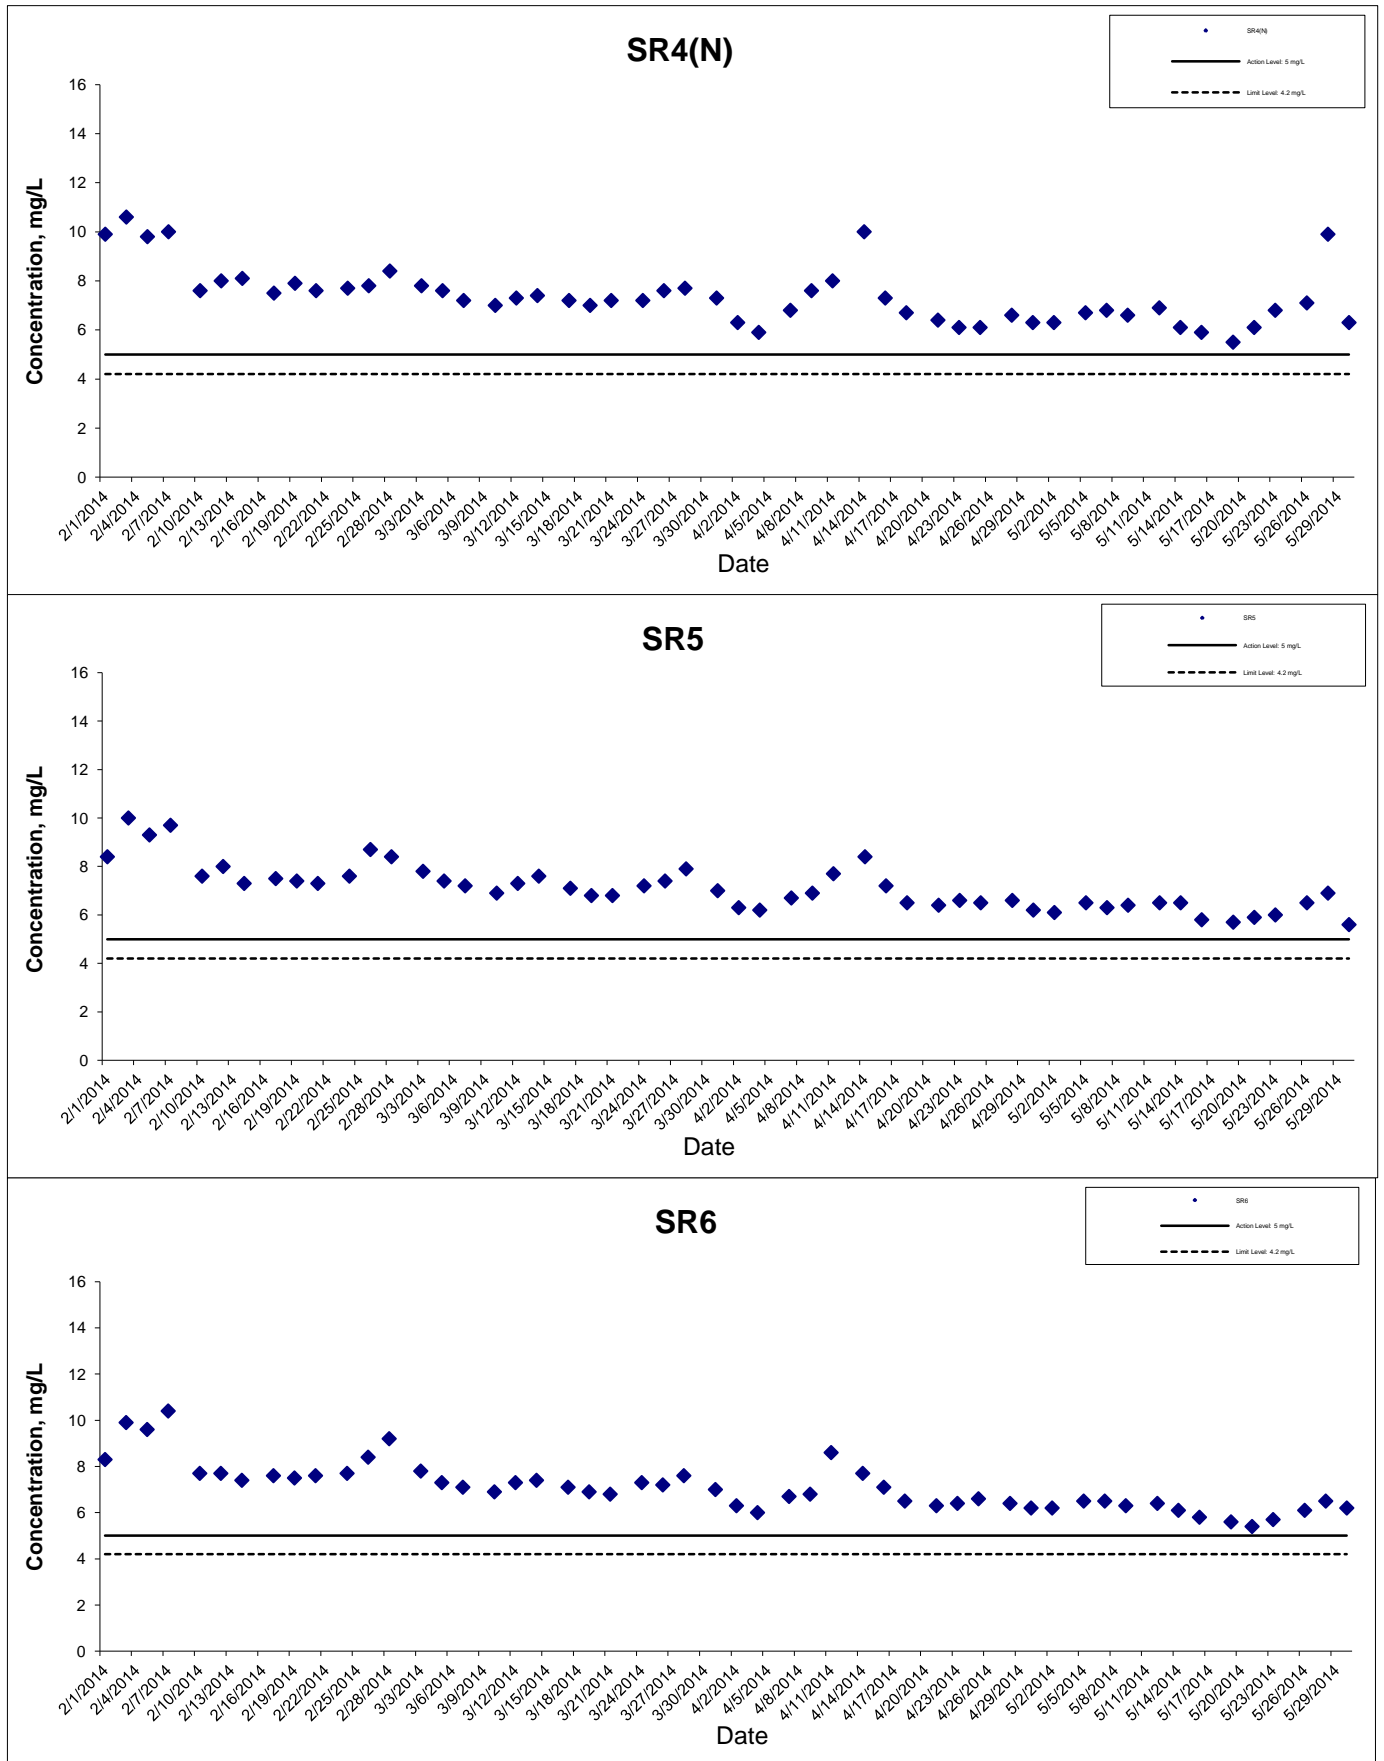 SR4(N)
SR4(N)
Action Level: 5 mg/L
Limit Level: 4.2 mg/L
Concentration, mg/L
16
14
12
10
8
6
4
2
0
2/1/2014 2/4/2014 2/7/2014 2/10/2014 2/13/2014 2/16/2014 2/19/2014 2/22/2014 2/25/2014 2/28/2014 3/3/2014 3/6/2014 3/9/2014 3/12/2014 3/15/2014 3/18/2014 3/21/2014 3/24/2014 3/27/2014 3/30/2014 4/2/2014 4/5/2014 4/8/2014 4/11/2014 4/14/2014 4/17/2014 4/20/2014 4/23/2014 4/26/2014 4/29/2014 5/2/2014 5/5/2014 5/8/2014 5/11/2014 5/14/2014 5/17/2014 5/20/2014 5/23/2014 5/26/2014 5/29/2014
Date
SR5
SR5
Action Level: 5 mg/L
Limit Level: 4.2 mg/L
Concentration, mg/L
16
14
12
10
8
6
4
2
0
2/1/2014 2/4/2014 2/7/2014 2/10/2014 2/13/2014 2/16/2014 2/19/2014 2/22/2014 2/25/2014 2/28/2014 3/3/2014 3/6/2014 3/9/2014 3/12/2014 3/15/2014 3/18/2014 3/21/2014 3/24/2014 3/27/2014 3/30/2014 4/2/2014 4/5/2014 4/8/2014 4/11/2014 4/14/2014 4/17/2014 4/20/2014 4/23/2014 4/26/2014 4/29/2014 5/2/2014 5/5/2014 5/8/2014 5/11/2014 5/14/2014 5/17/2014 5/20/2014 5/23/2014 5/26/2014 5/29/2014
Date
SR6
SR6
Action Level: 5 mg/L
Limit Level: 4.2 mg/L
Concentration, mg/L
16
14
12
10
8
6
4
2
0
2/1/2014 2/4/2014 2/7/2014 2/10/2014 2/13/2014 2/16/2014 2/19/2014 2/22/2014 2/25/2014 2/28/2014 3/3/2014 3/6/2014 3/9/2014 3/12/2014 3/15/2014 3/18/2014 3/21/2014 3/24/2014 3/27/2014 3/30/2014 4/2/2014 4/5/2014 4/8/2014 4/11/2014 4/14/2014 4/17/2014 4/20/2014 4/23/2014 4/26/2014 4/29/2014 5/2/2014 5/5/2014 5/8/2014 5/11/2014 5/14/2014 5/17/2014 5/20/2014 5/23/2014 5/26/2014 5/29/2014
Date